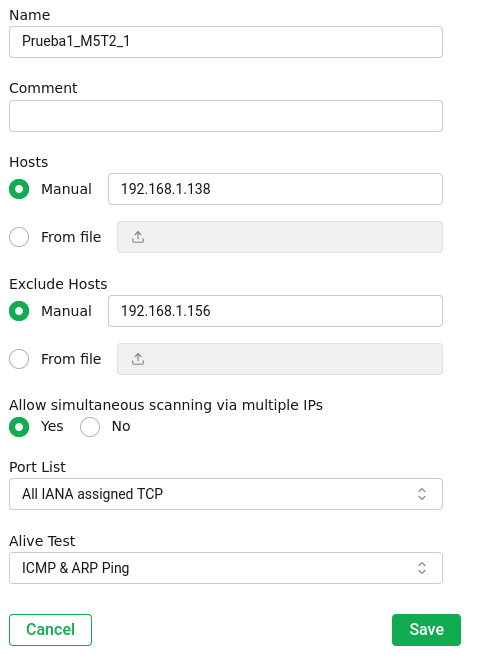 Name
Prueba1_M5T2_1
Comment
Hosts
Manual 192.168.1.138
From file
Exclude Hosts
Manual 192.168.1.156
From file
Allow simultaneous scanning via multiple IPs
Yes No
Port List
All IANA assigned TCP
Alive Test
ICMP & ARP Ping
Cancel Save